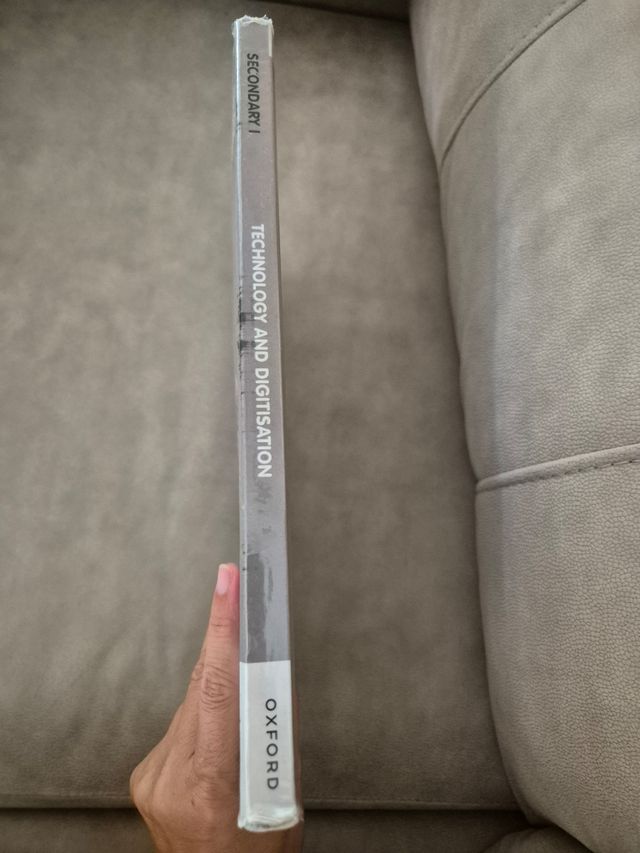 SECONDARY I
TECHNOLOGY AND DIGITISATION
OXFORD